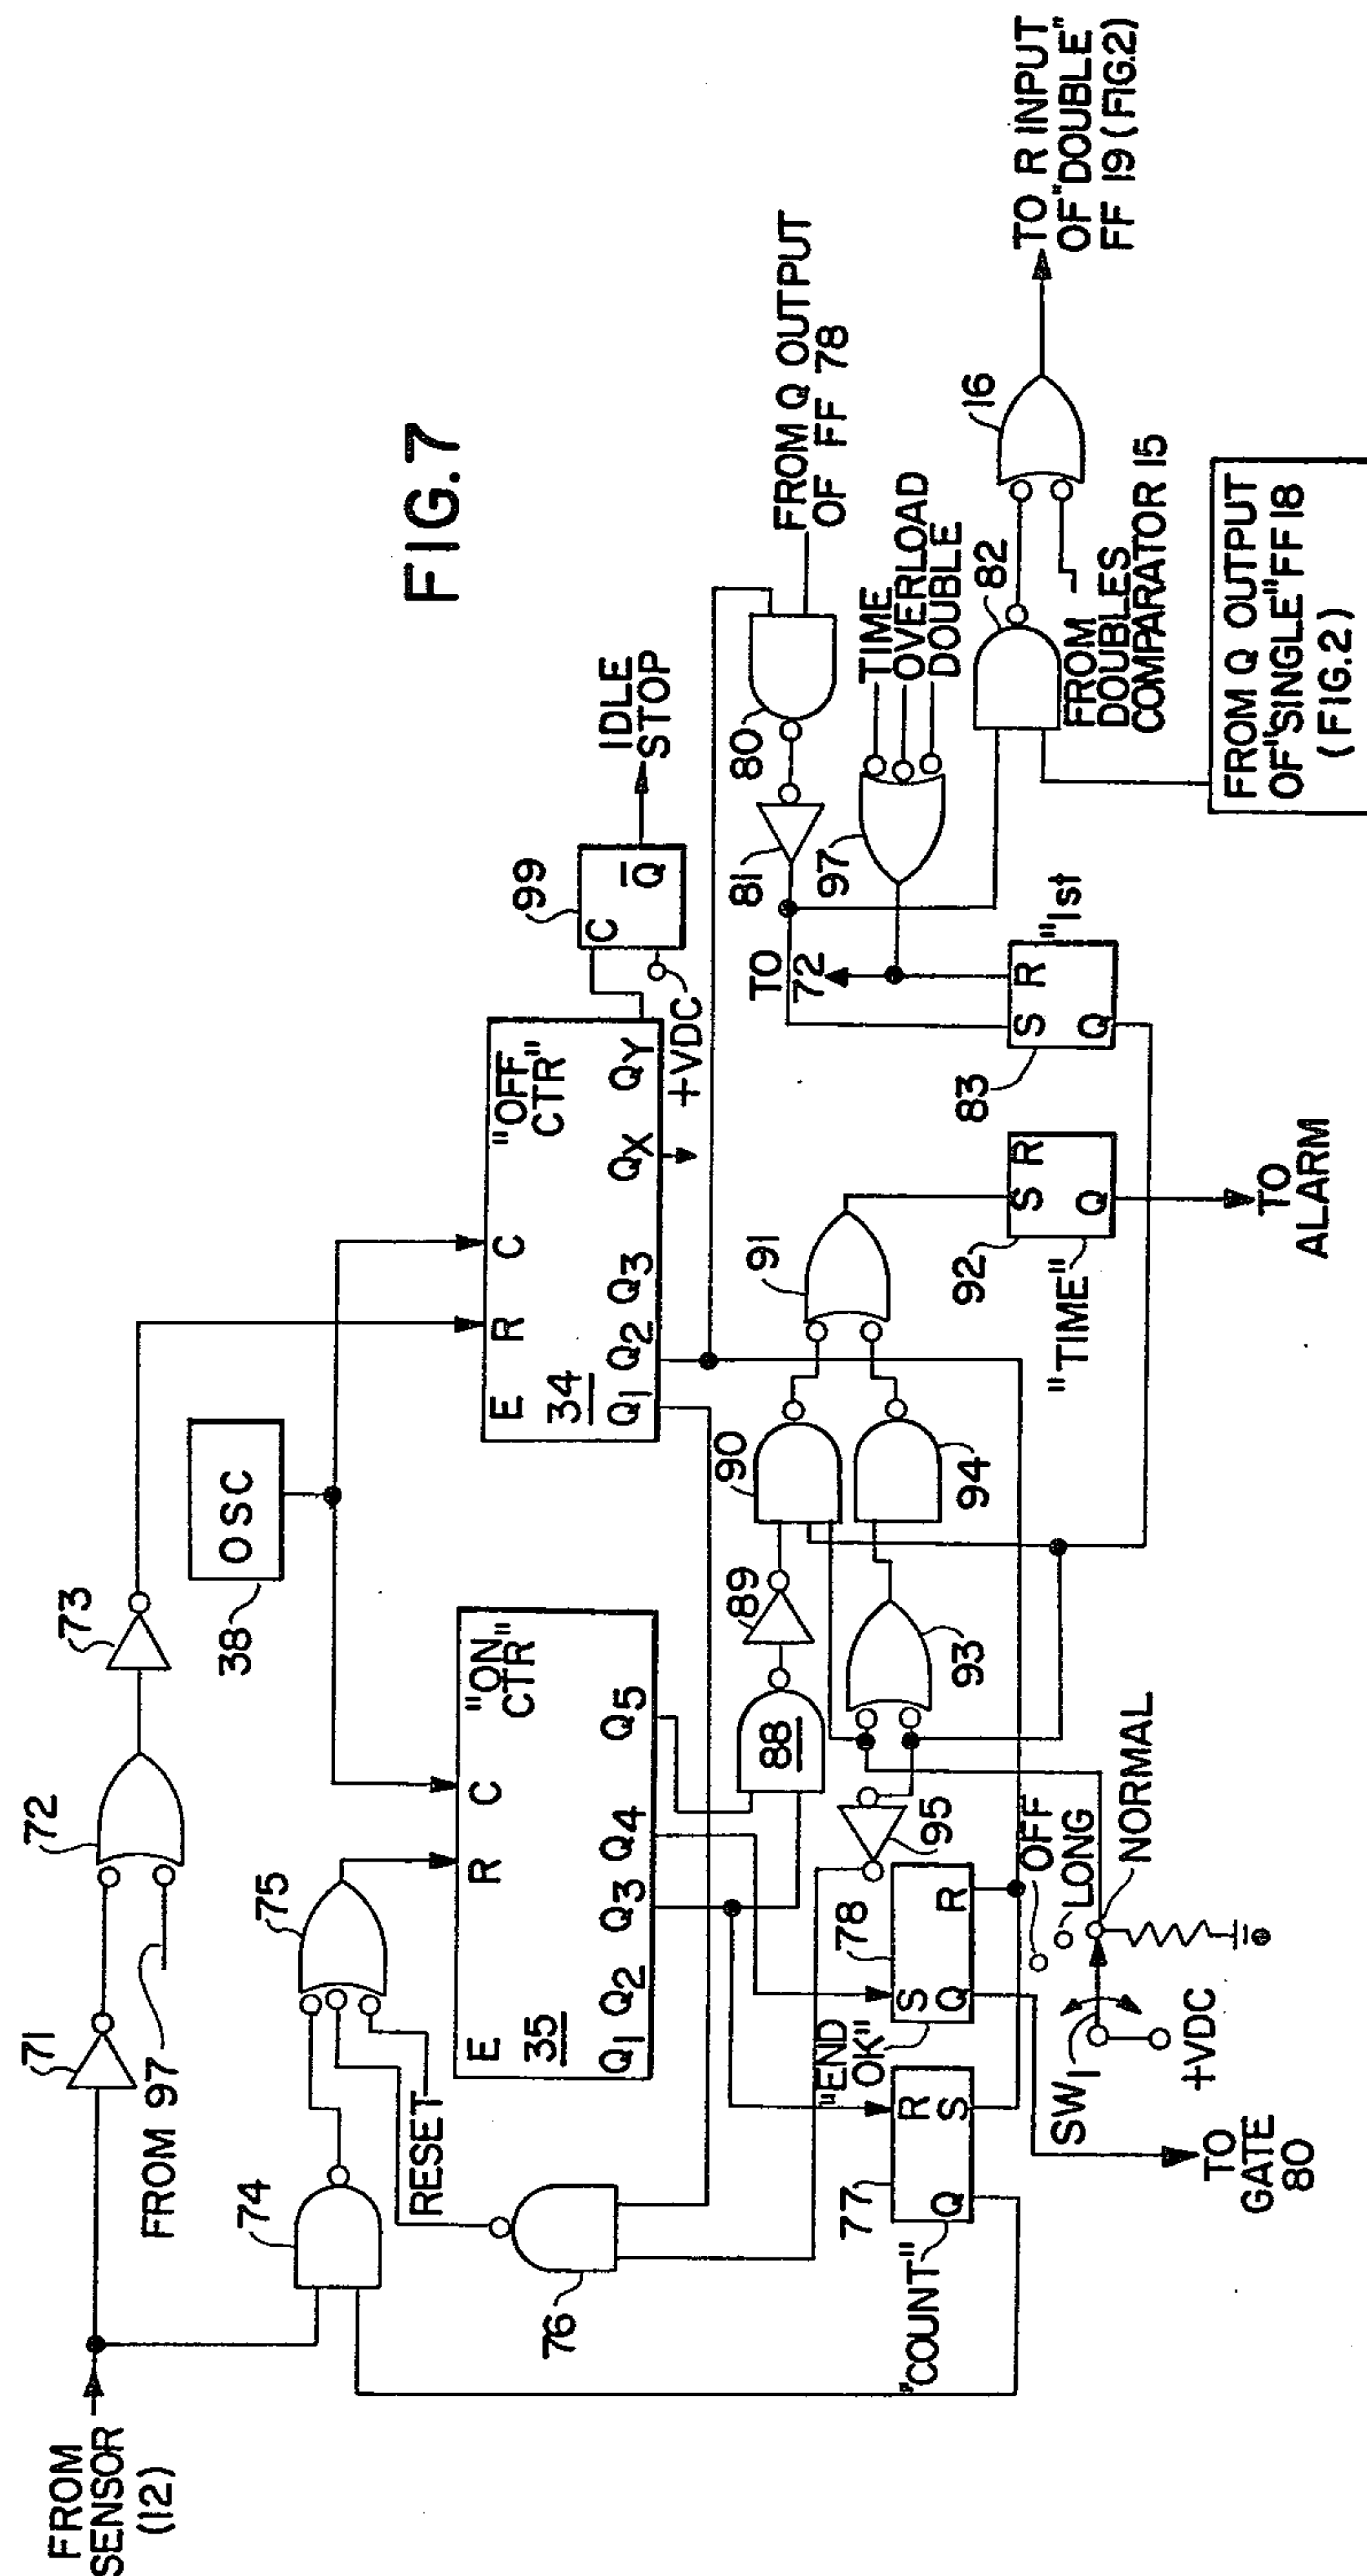 FIG.7
FROM
SENSOR
(12)
71
FROM 97
72
73
74
75
RESET
76
OSC
38
"ON"
CTR
E
R
C
35
Q1
Q2
Q3
Q4
Q5
"OFF
CTR"
E
R
C
34
Q1
Q2
Q3
QX
QY
+VDC
99
C
Q̅
IDLE
STOP
"COUNT"
77
R
S
Q
"END
OK"
78
S
R
Q
TO
GATE
80
88
89
95
90
93
94
91
SW1
OFF
LONG
NORMAL
+VDC
"TIME"
92
S
R
Q
TO
ALARM
83
S
R
Q
"1st
TO
72
81
80
FROM Q OUTPUT
OF FF 78
97
TIME
OVERLOAD
DOUBLE
82
16
FROM
DOUBLES
COMPARATOR 15
TO R INPUT
OF"DOUBLE"
FF 19 (FIG.2)
FROM Q OUTPUT
OF"SINGLE"FF18
(FIG.2)